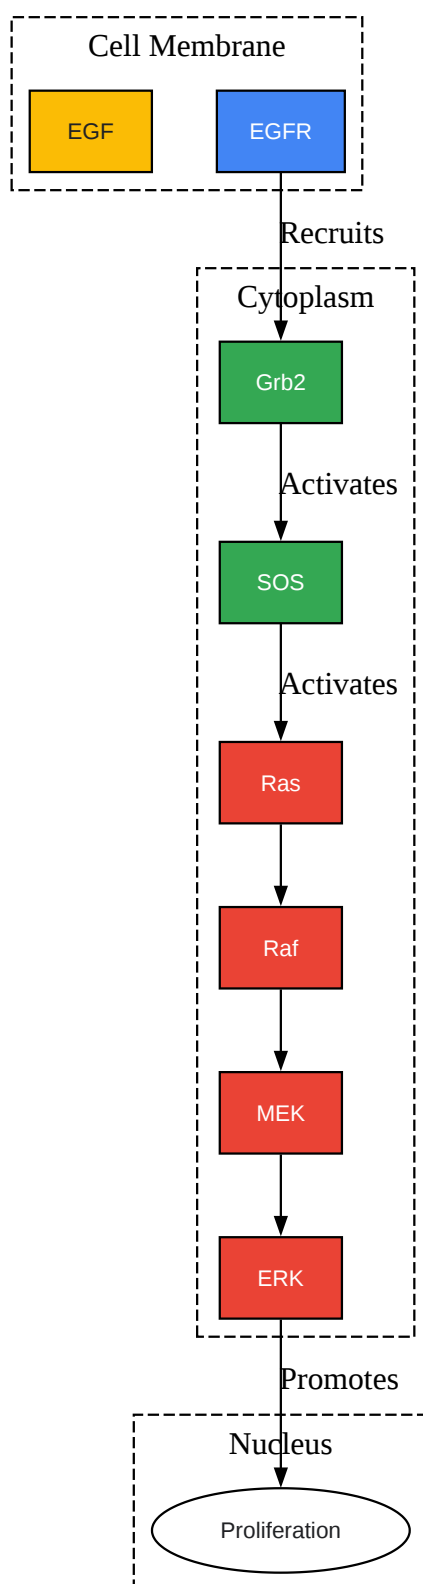 Cell Membrane
EGF
EGFR
Recruits
Cytoplasm
Grb2
Activates
SOS
Activates
Ras
Raf
MEK
ERK
Promotes
Nucleus
Proliferation